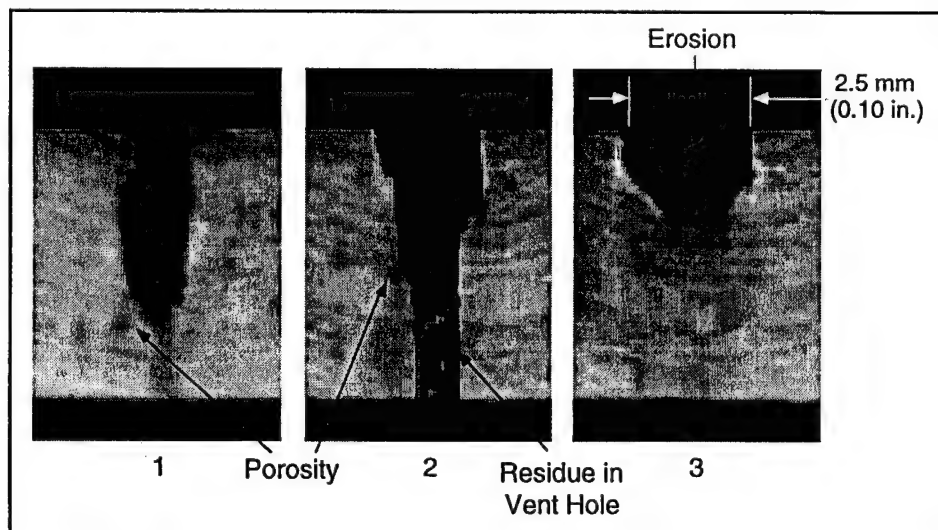 Erosion
2.5 mm
(0.10 in.)
1
Porosity
2
Residue in
Vent Hole
3